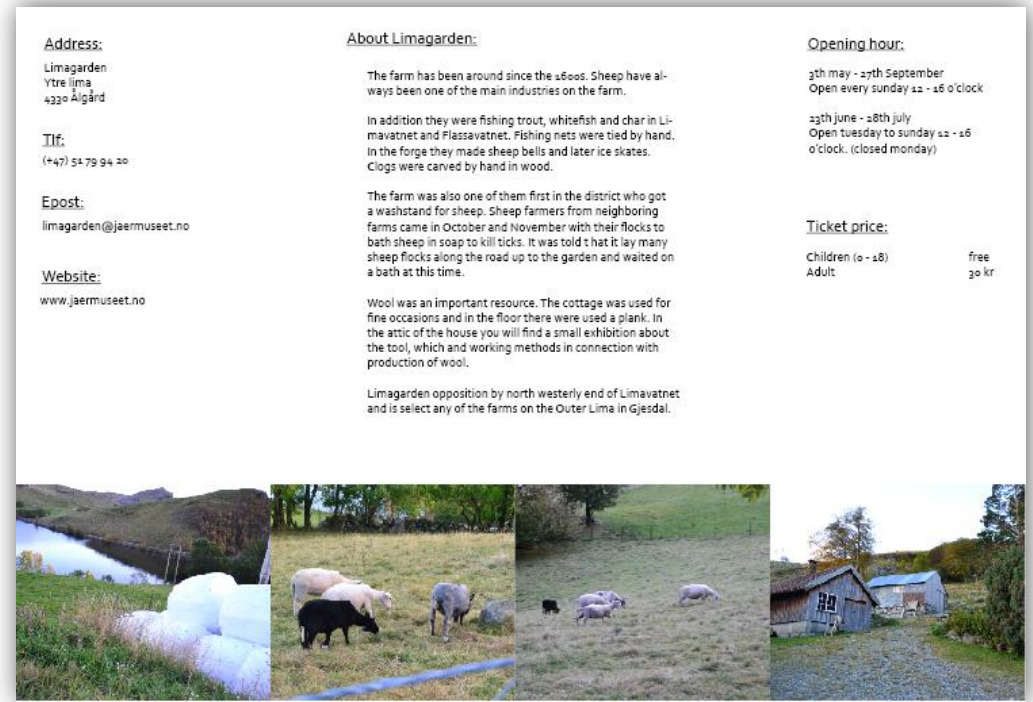 Address:
Limagarden
Ytre lima
4330 Ålgård
Tlf:
(+47) 51 79 94 20
Epost:
limagarden@jaermuseet.no
Website:
www.jaermuseet.no
About Limagarden:
The farm has been around since the 1600s. Sheep have al-
ways been one of the main industries on the farm.
In addition they were fishing trout, whitefish and char in Li-
mavatnet and Flassavatnet. Fishing nets were tied by hand.
In the forge they made sheep bells and later ice skates.
Clogs were carved by hand in wood.
The farm was also one of them first in the district who got
a washstand for sheep. Sheep farmers from neighboring
farms came in October and November with their flocks to
bath sheep in soap to kill ticks. It was told t hat it lay many
sheep flocks along the road up to the garden and waited on
a bath at this time.
Wool was an important resource. The cottage was used for
fine occasions and in the floor there were used a plank. In
the attic of the house you will find a small exhibition about
the tool, which and working methods in connection with
production of wool.
Limagarden opposition by north westerly end of Limavatnet
and is select any of the farms on the Outer Lima in Gjesdal.
Opening hour:
3th may - 27th September
Open every sunday 12 - 16 o'clock
23th june - 28th july
Open tuesday to sunday 12 - 16
o'clock. (closed monday)
Ticket price:
Children (0 - 18) free
Adult 30 kr